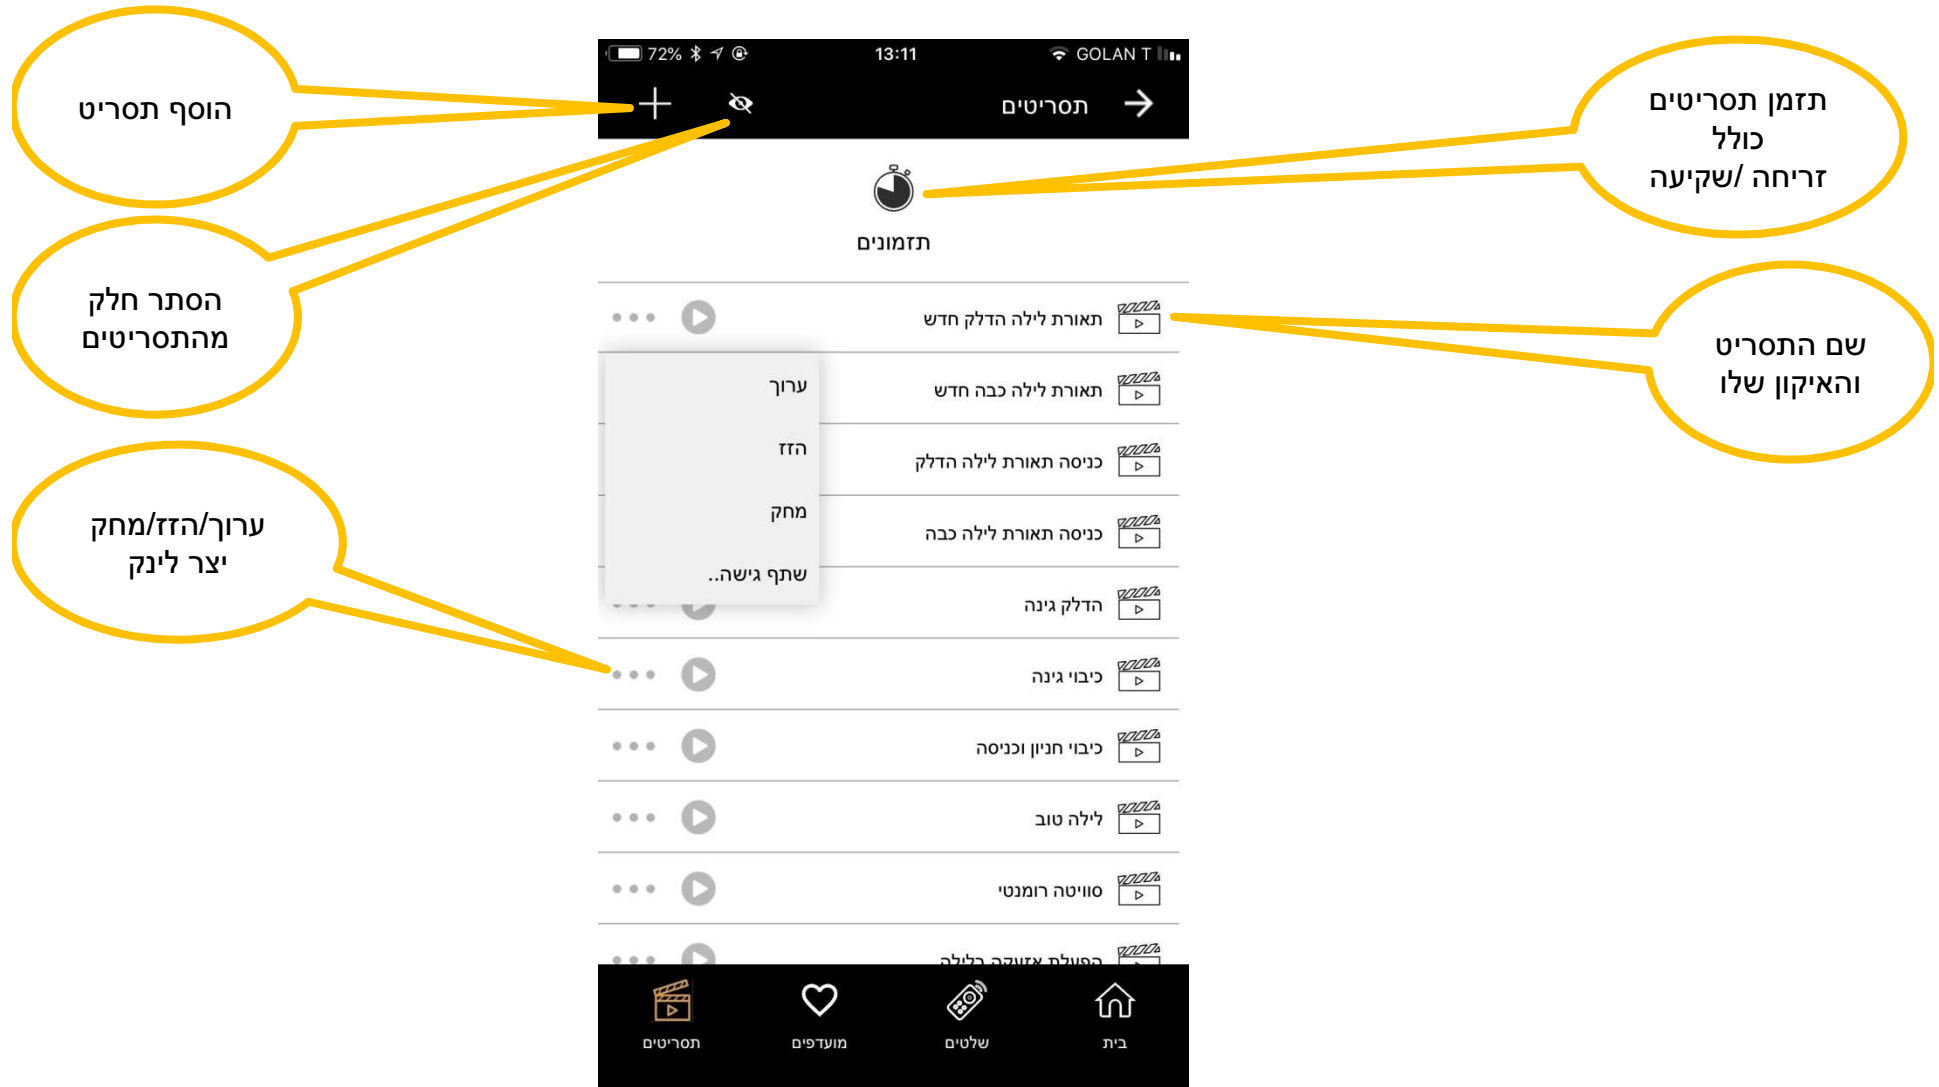 72%
13:11
GOLAN T
תסריטים
תזמונים
תאורת לילה הדלק חדש
תאורת לילה כבה חדש
כניסה תאורת לילה הדלק
כניסה תאורת לילה כבה
הדלק גינה
כיבוי גינה
כיבוי חניון וכניסה
לילה טוב
סוויטה רומנטי
הפעלת אזעקה בלילה
ערוך
הזז
מחק
שתף גישה..
בית
שלטים
מועדפים
תסריטים
תזמן תסריטים
כולל
זריחה /שקיעה
שם התסריט
והאיקון שלו
הוסף תסריט
הסתר חלק
מהתסריטים
ערוך/הזז/מחק
יצר לינק